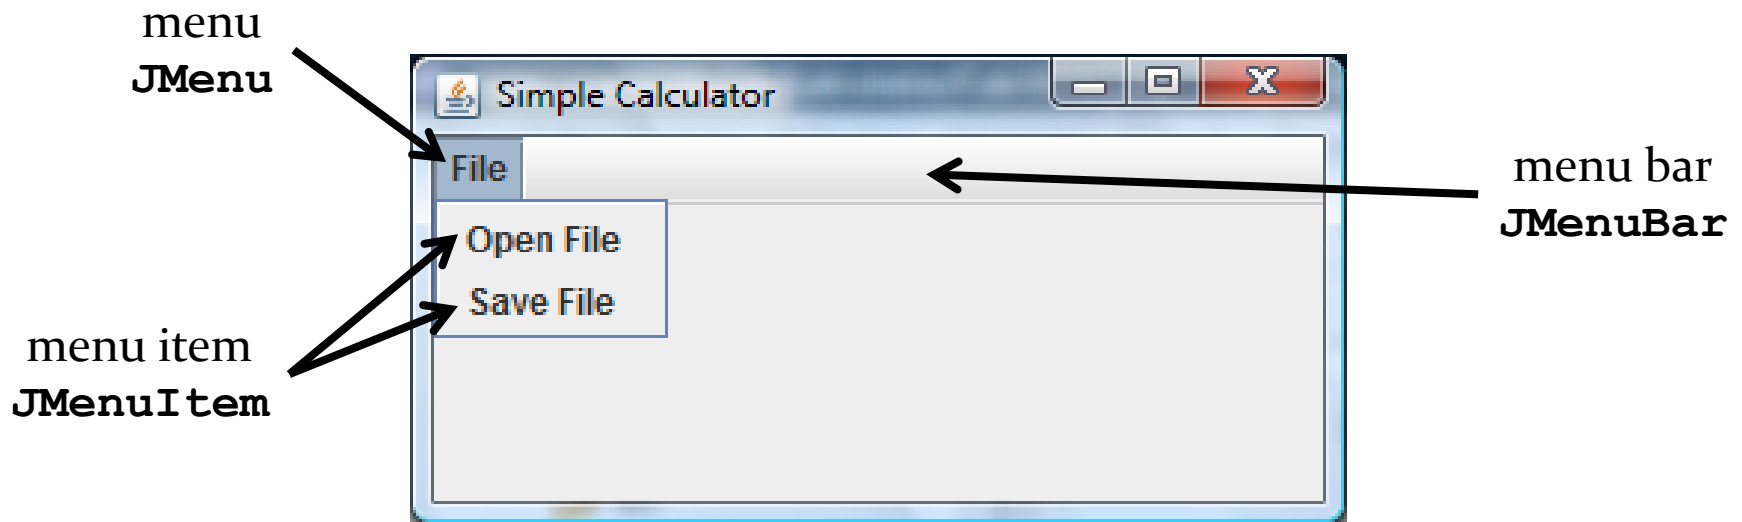 menu
JMenu
Simple Calculator
File
menu bar
JMenuBar
Open File
Save File
menu item
JMenuItem